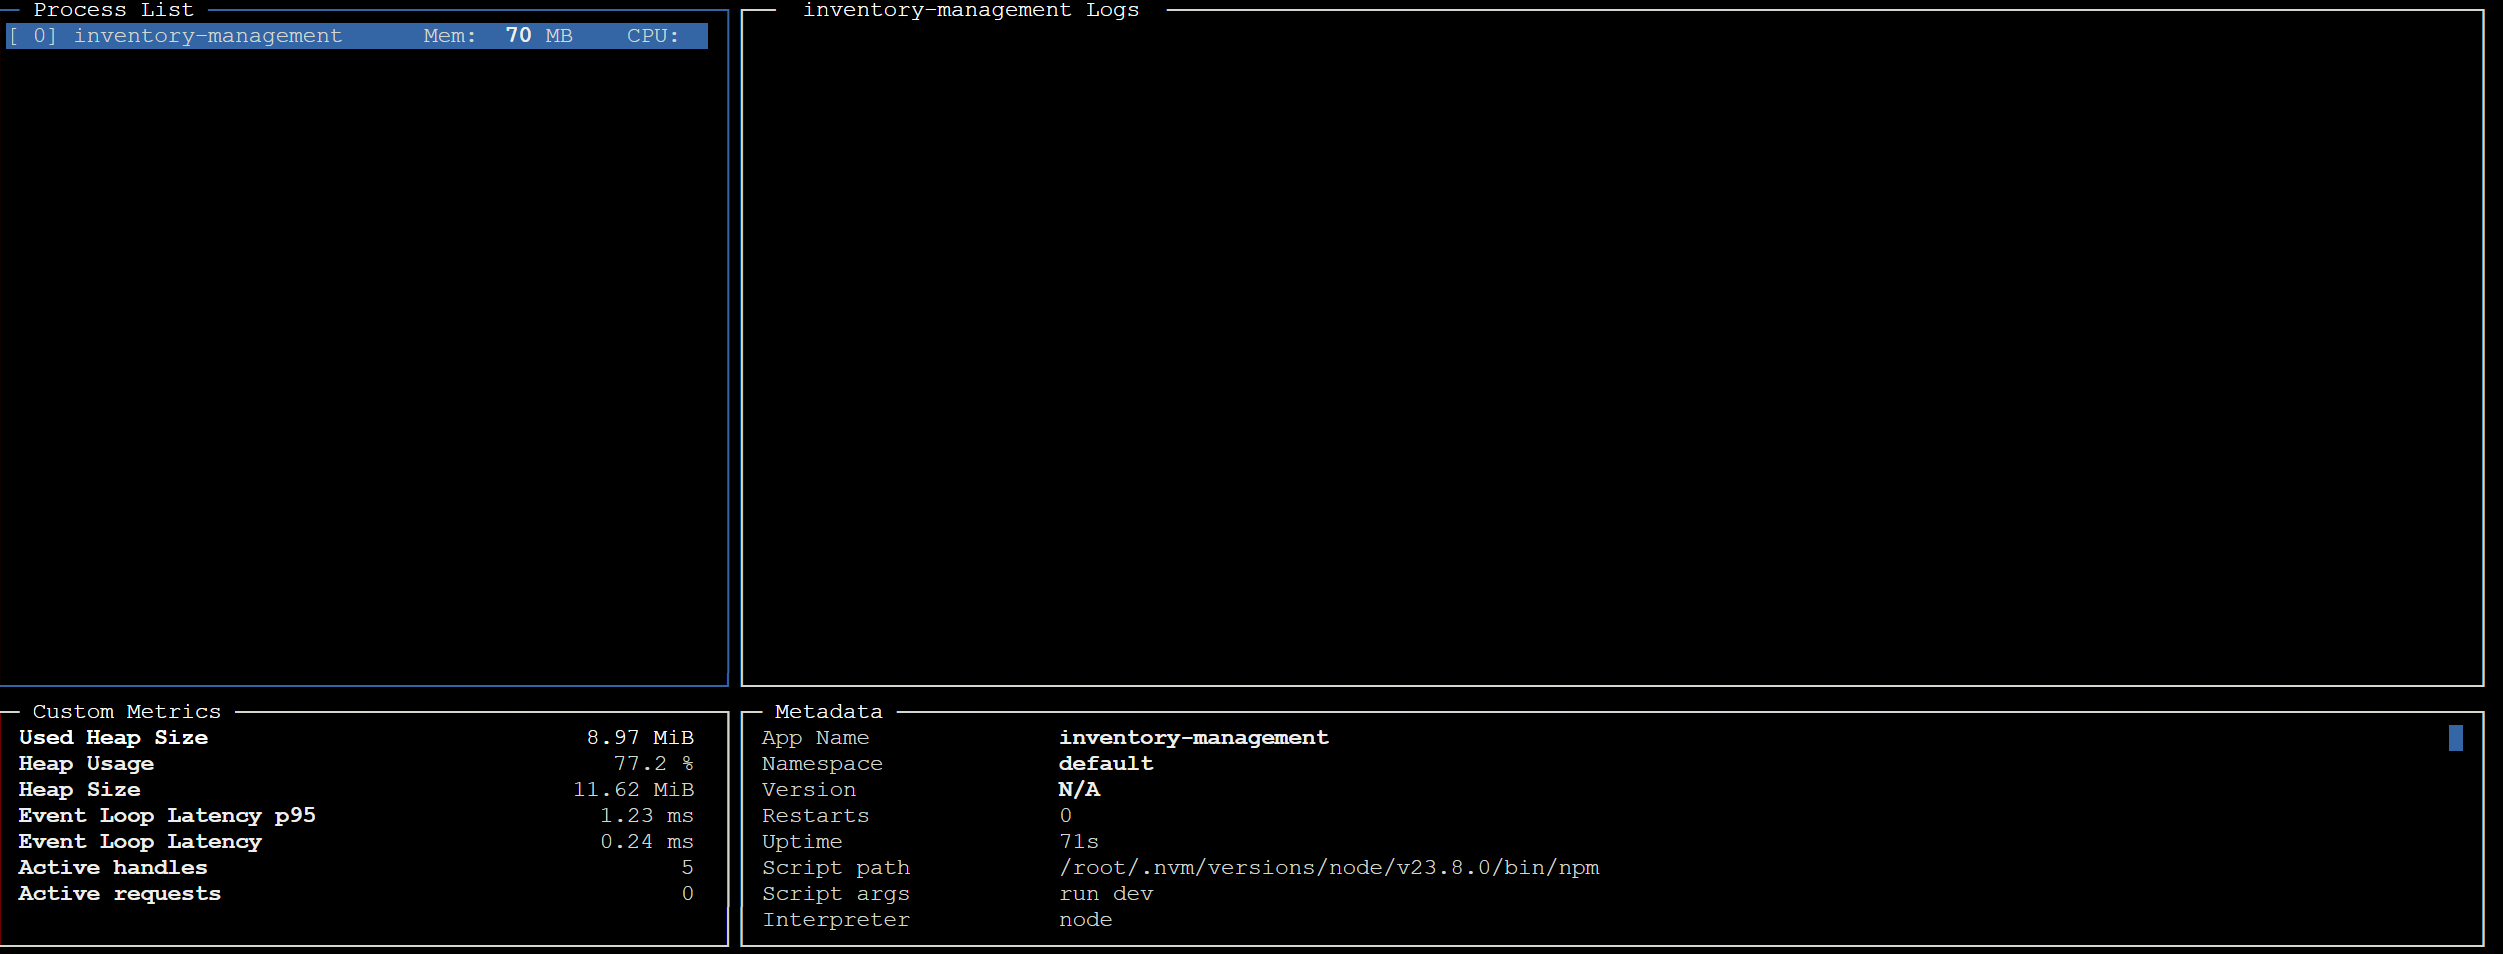 Process List
[ 0] inventory-management Mem: 70 MB CPU:
inventory-management Logs
Custom Metrics
Used Heap Size 8.97 MiB
Heap Usage 77.2 %
Heap Size 11.62 MiB
Event Loop Latency p95 1.23 ms
Event Loop Latency 0.24 ms
Active handles 5
Active requests 0
Metadata
App Name inventory-management
Namespace default
Version N/A
Restarts 0
Uptime 71s
Script path /root/.nvm/versions/node/v23.8.0/bin/npm
Script args run dev
Interpreter node